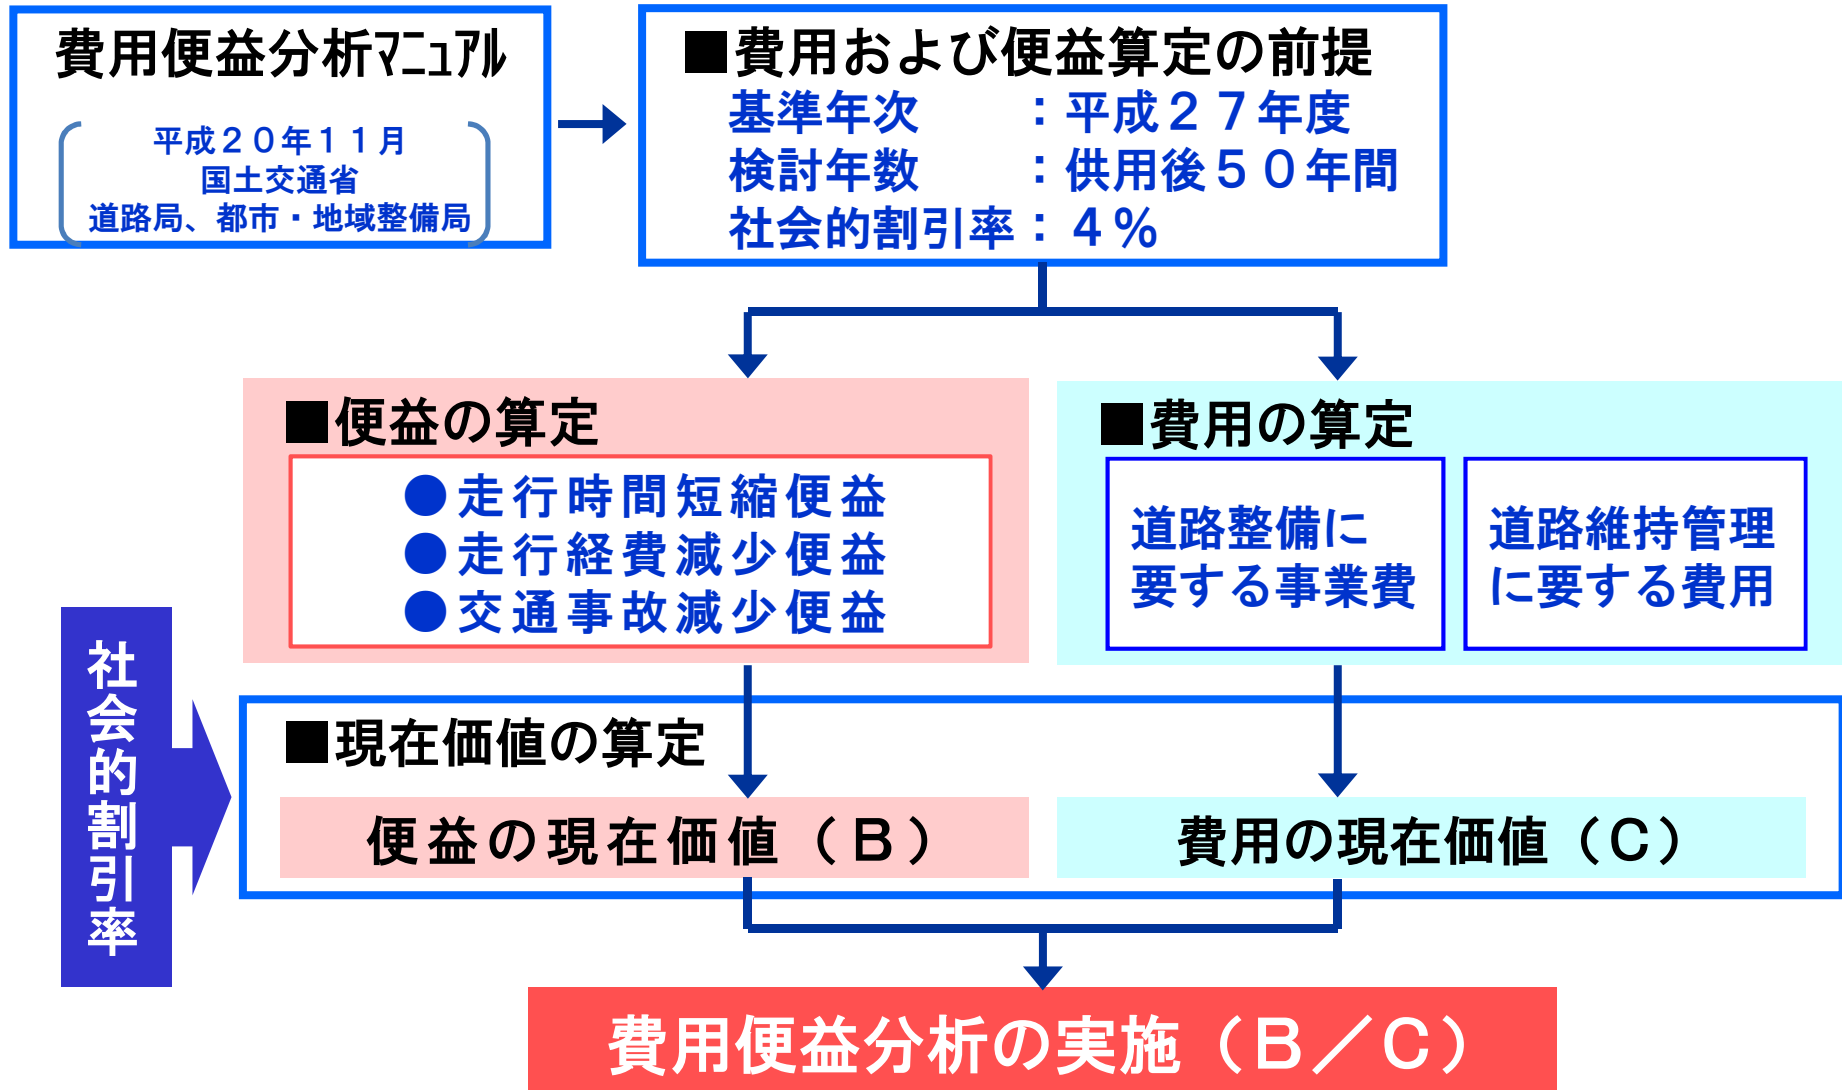 費用便益分析ﾏﾆｭｱﾙ
平成２０年１１月
国土交通省
道路局、都市・地域整備局
■費用および便益算定の前提
基準年次　　：平成２７年度
検討年数　　：供用後５０年間
社会的割引率：４％
■便益の算定
●走行時間短縮便益
●走行経費減少便益
●交通事故減少便益
■費用の算定
道路整備に
要する事業費
道路維持管理
に要する費用
社会的割引率
■現在価値の算定
便益の現在価値（Ｂ）
費用の現在価値（Ｃ）
費用便益分析の実施（Ｂ／Ｃ）